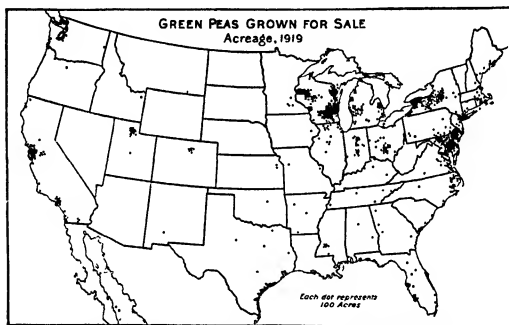 GREEN PEAS GROWN FOR SALE
Acreage, 1919
Each dot represents
100 Acres